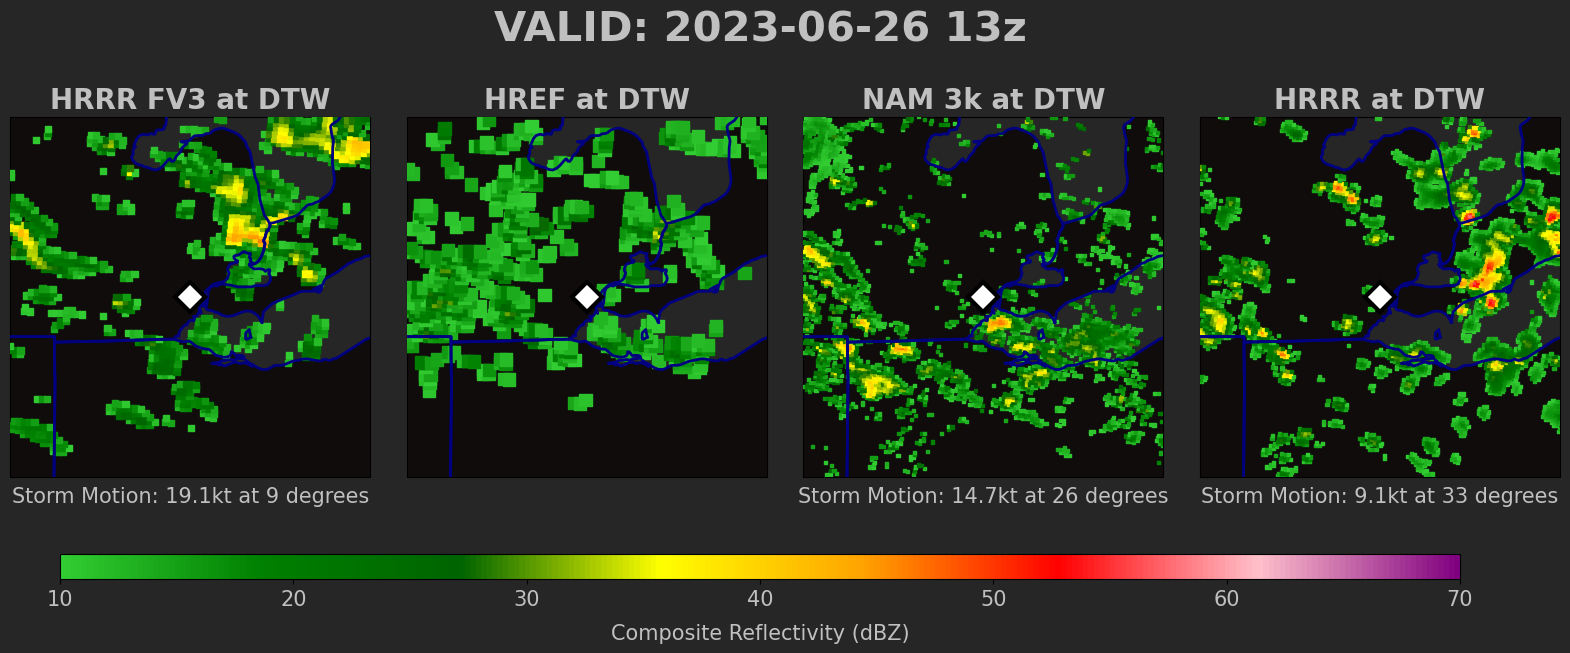 VALID: 2023-06-26 13z
HRRR FV3 at DTW
HREF at DTW
NAM 3k at DTW
HRRR at DTW
Storm Motion: 19.1kt at 9 degrees
Storm Motion: 14.7kt at 26 degrees
Storm Motion: 9.1kt at 33 degrees
10 20 30 40 50 60 70
Composite Reflectivity (dBZ)